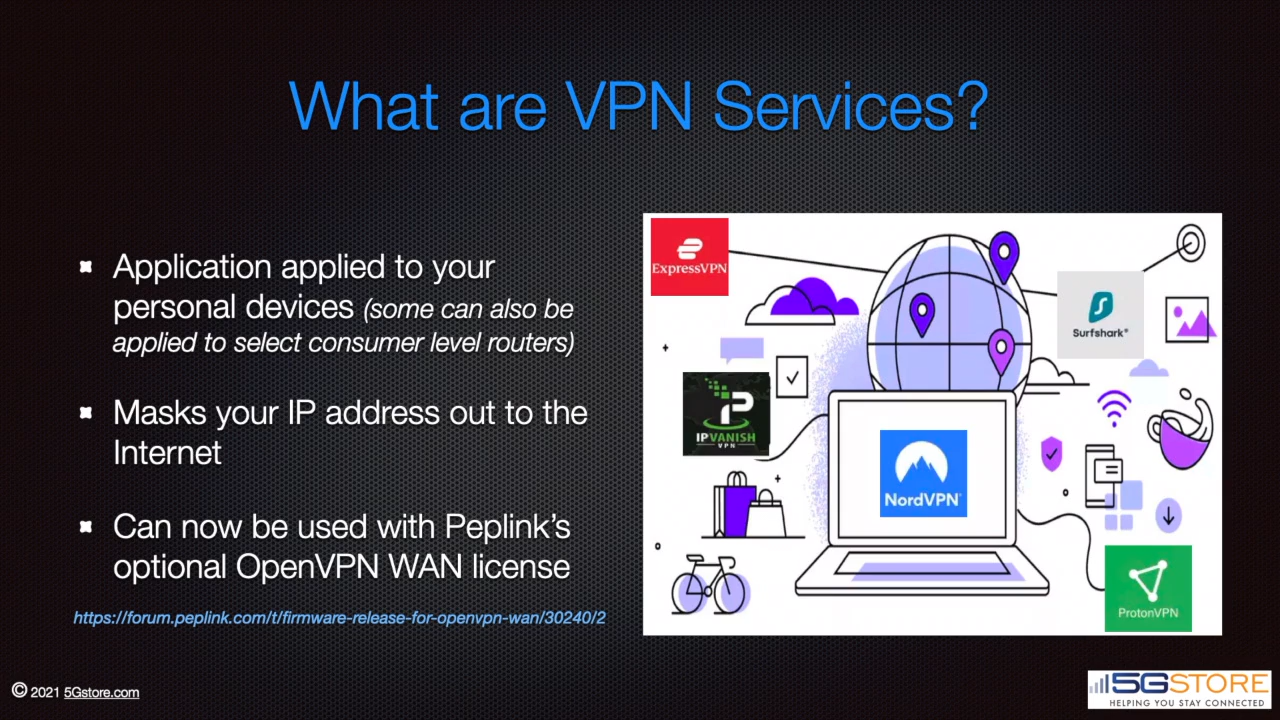 What are VPN Services?
Application applied to your
personal devices (some can also be
applied to select consumer level routers)
Masks your IP address out to the
Internet
Can now be used with Peplink’s
optional OpenVPN WAN license
https://forum.peplink.com/t/firmware-release-for-openvpn-wan/30240/2
ExpressVPN
Surfshark®
IPVANISH
VPN
NordVPN
ProtonVPN
© 2021 5Gstore.com
5GSTORE
HELPING YOU STAY CONNECTED